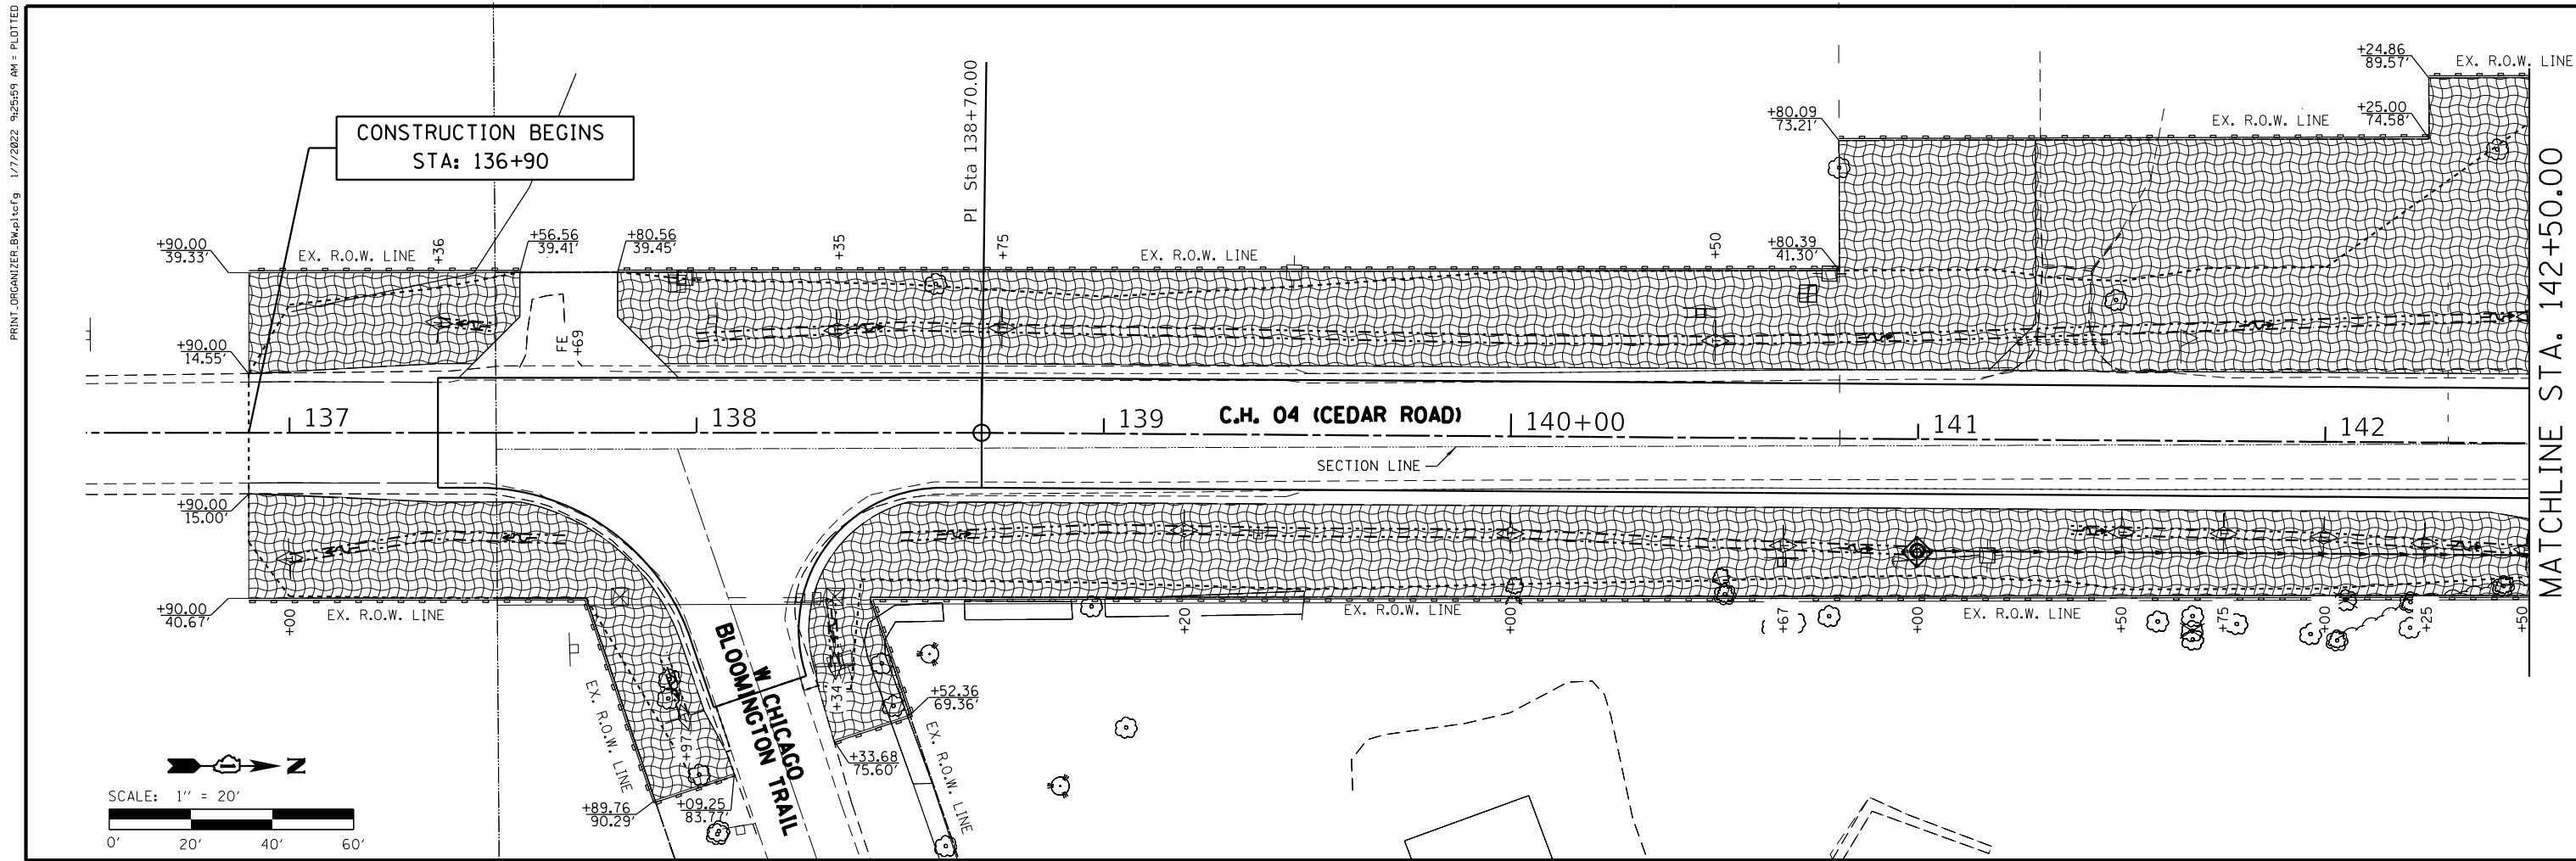 PRINT_ORGANIZER_BW.pltcfg 1/7/2022 9:25:59 AM = PLOTTED
CONSTRUCTION BEGINS
STA: 136+90
PI Sta 138+70.00
+24.86
89.57'
EX. R.O.W. LINE
+25.00
74.58'
EX. R.O.W. LINE
+80.09
73.21'
+90.00
39.33'
EX. R.O.W. LINE
+36
+56.56
39.41'
+80.56
39.45'
+35
+75
EX. R.O.W. LINE
+50
+80.39
41.30'
+90.00
14.55'
FE
+69
137
138
139
C.H. 04 (CEDAR ROAD)
140+00
141
142
SECTION LINE
MATCHLINE STA. 142+50.00
+90.00
15.00'
+90.00
40.67'
+00
EX. R.O.W. LINE
+20
EX. R.O.W. LINE
+00
+67
+00
EX. R.O.W. LINE
+50
+75
+00
+25
+50
EX. R.O.W. LINE
+97
W CHICAGO
BLOOMINGTON TRAIL
+34
FE
+52.36
69.36'
EX. R.O.W. LINE
+33.68
75.60'
+89.76
90.29'
+09.25
83.77'
N
SCALE: 1" = 20'
0' 20' 40' 60'